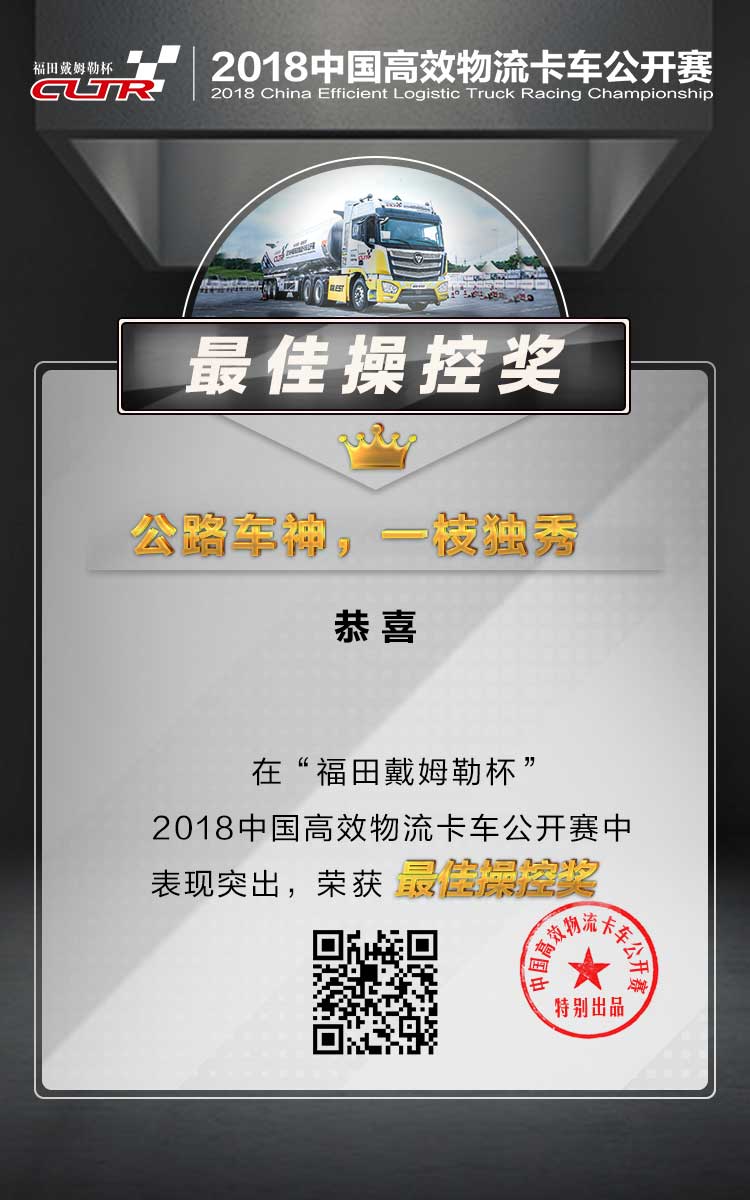 福田戴姆勒杯
CLTR
2018中国高效物流卡车公开赛
2018 China Efficient Logistic Truck Racing Championship
最佳操控奖
公路车神，一枝独秀
恭喜
在“福田戴姆勒杯”
2018中国高效物流卡车公开赛中
表现突出，荣获 最佳操控奖
中国高效物流卡车公开赛
特别出品